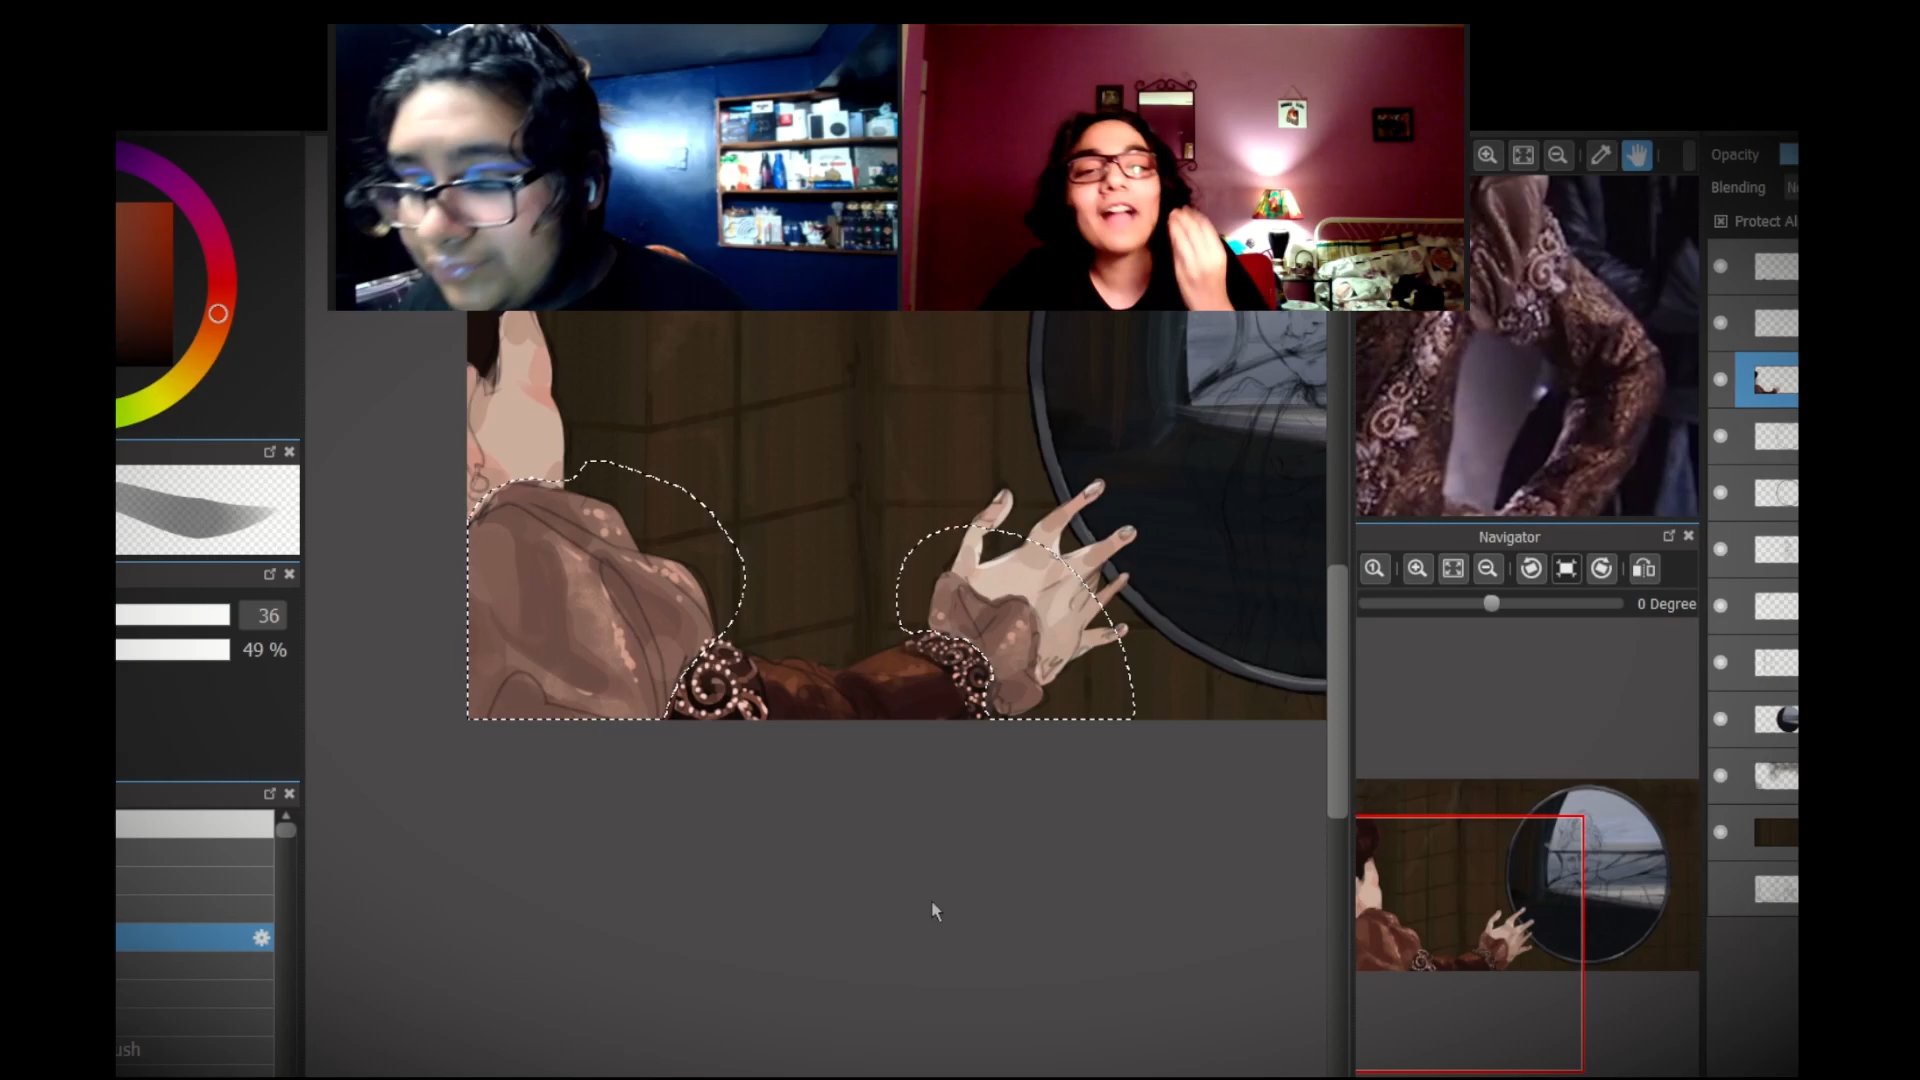 Opacity
Blending
Protect Al
Navigator
0 Degree
36
49 %
ush